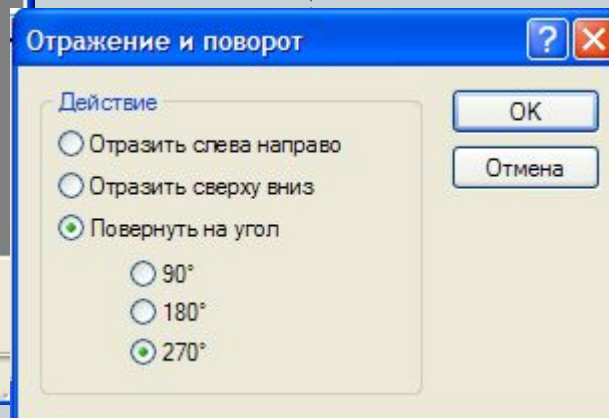 Отражение и поворот
Действие
Отразить слева направо
Отразить сверху вниз
Повернуть на угол
90°
180°
270°
OK
Отмена